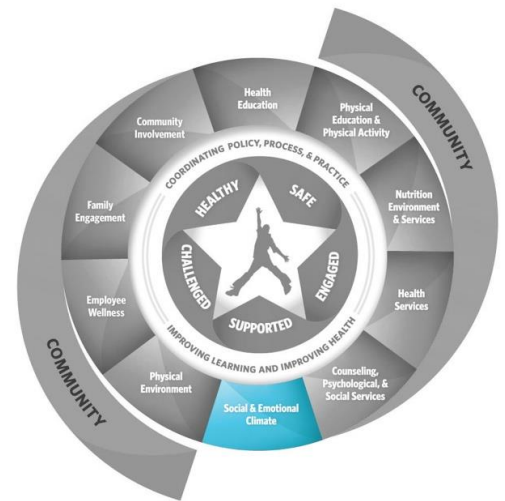 COMMUNITY
Health
Education
Physical
Education &
Physical Activity
Nutrition
Environment
& Services
Health
Services
Counseling,
Psychological, &
Social Services
Social & Emotional
Climate
Physical
Environment
Employee
Wellness
Family
Engagement
Community
Involvement
COORDINATING POLICY, PROCESS, & PRACTICE
IMPROVING LEARNING AND IMPROVING HEALTH
HEALTHY
SAFE
ENGAGED
SUPPORTED
CHALLENGED
COMMUNITY